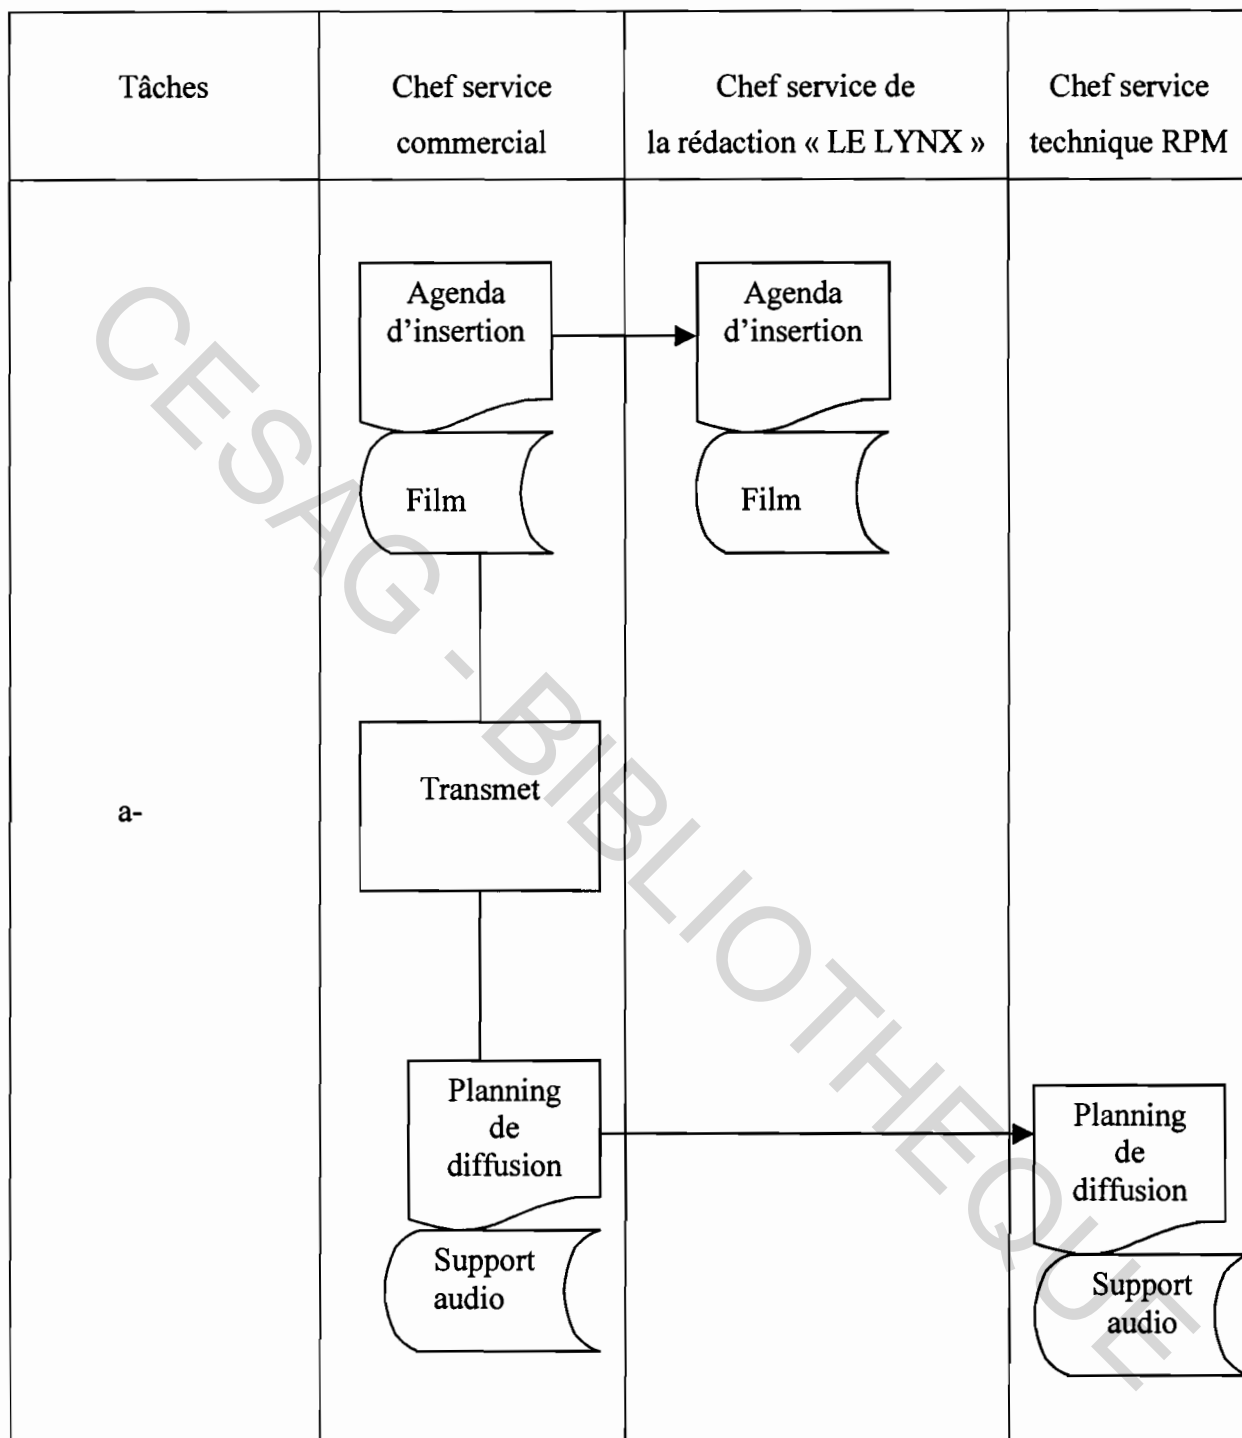 Tâches
Chef service
commercial
Chef service de
la rédaction « LE LYNX »
Chef service
technique RPM
Agenda
d’insertion
Agenda
d’insertion
Film
Film
a-
Transmet
Planning
de
diffusion
Planning
de
diffusion
Support
audio
Support
audio
CESAG - BIBLIOTHEQUE